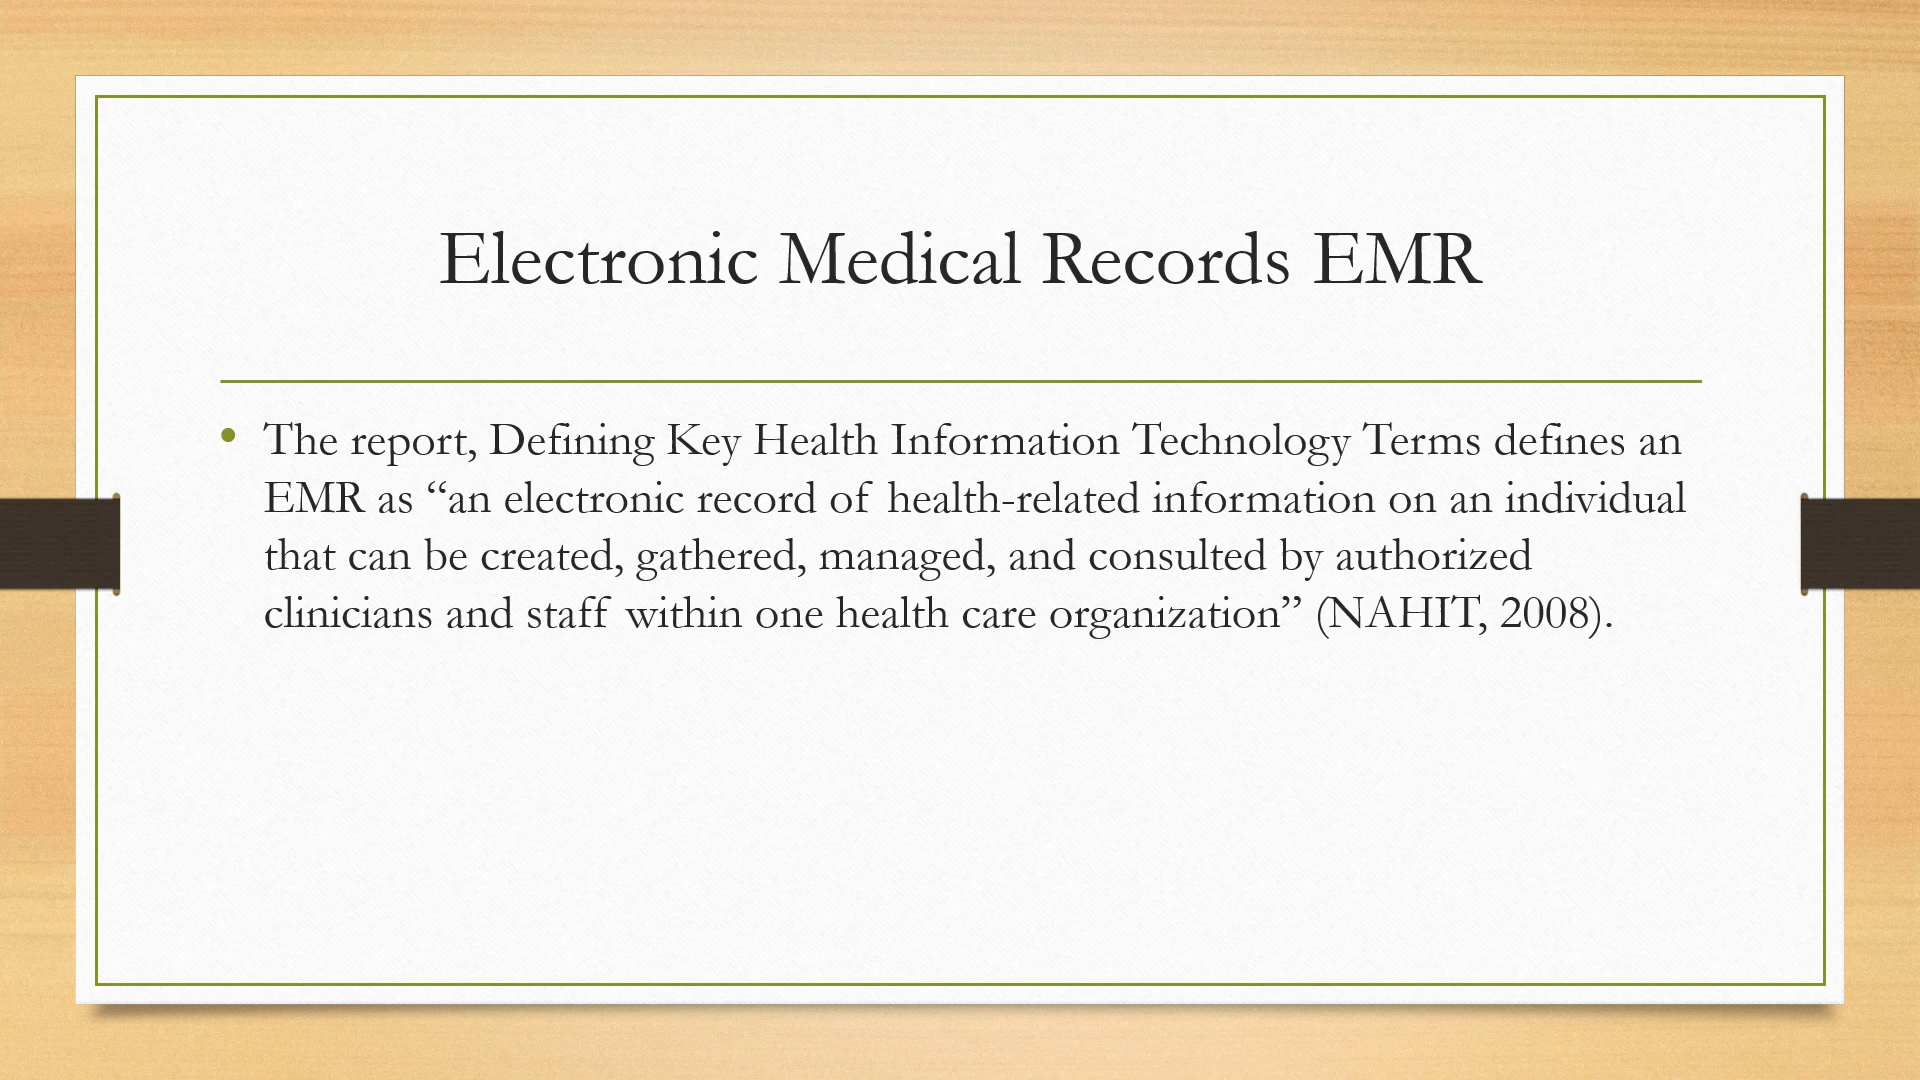 Electronic Medical Records EMR
• The report, Defining Key Health Information Technology Terms defines an
EMR as “an electronic record of health-related information on an individual
that can be created, gathered, managed, and consulted by authorized
clinicians and staff within one health care organization” (NAHIT, 2008).